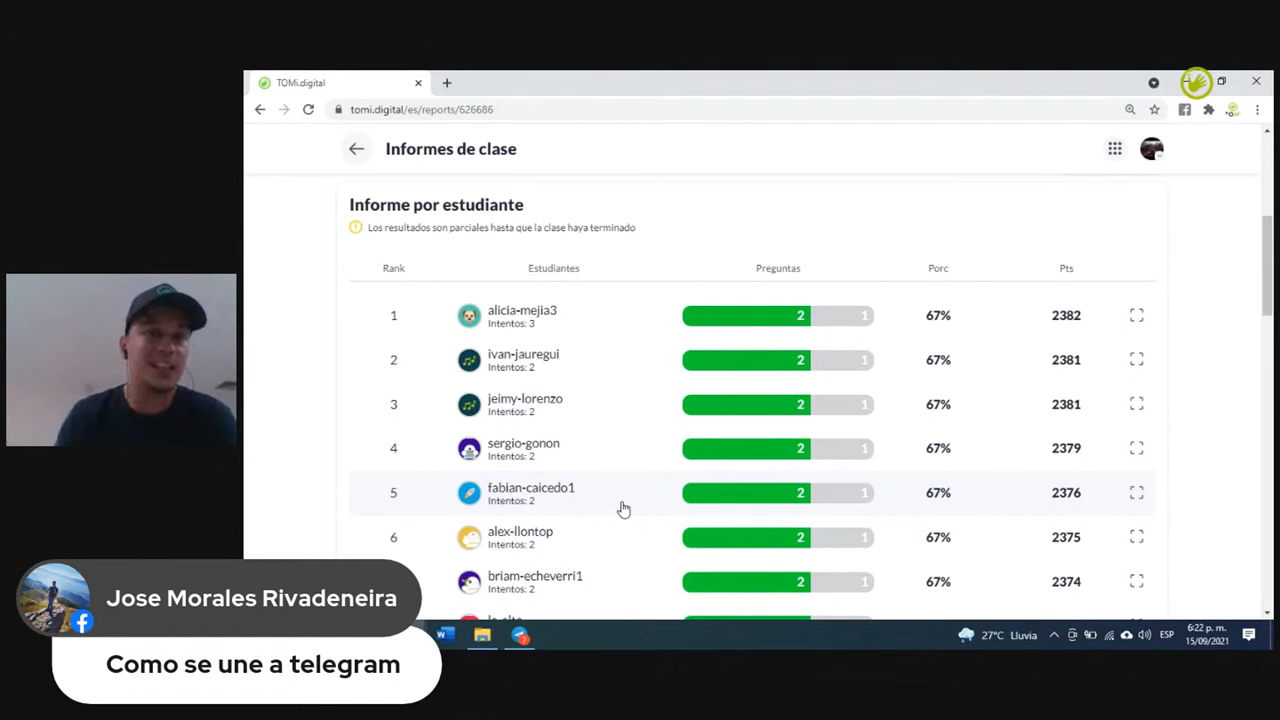 TOMi.digital
tomi.digital/es/reports/626686
Informes de clase
Informe por estudiante
Los resultados son parciales hasta que la clase haya terminado
Rank Estudiantes Preguntas Porc Pts
1 alicia-mejia3 2 1 67% 2382
Intentos: 3
2 ivan-jauregui 2 1 67% 2381
Intentos: 2
3 jeimy-lorenzo 2 1 67% 2381
Intentos: 2
4 sergio-gonon 2 1 67% 2379
Intentos: 2
5 fabian-caicedo1 2 1 67% 2376
Intentos: 2
6 alex-llontop 2 1 67% 2375
Intentos: 2
briam-echeverri1 2 1 67% 2374
Intentos: 2
Jose Morales Rivadeneira
Como se une a telegram
27°C Lluvia ESP
6:22 p. m.
15/09/2021